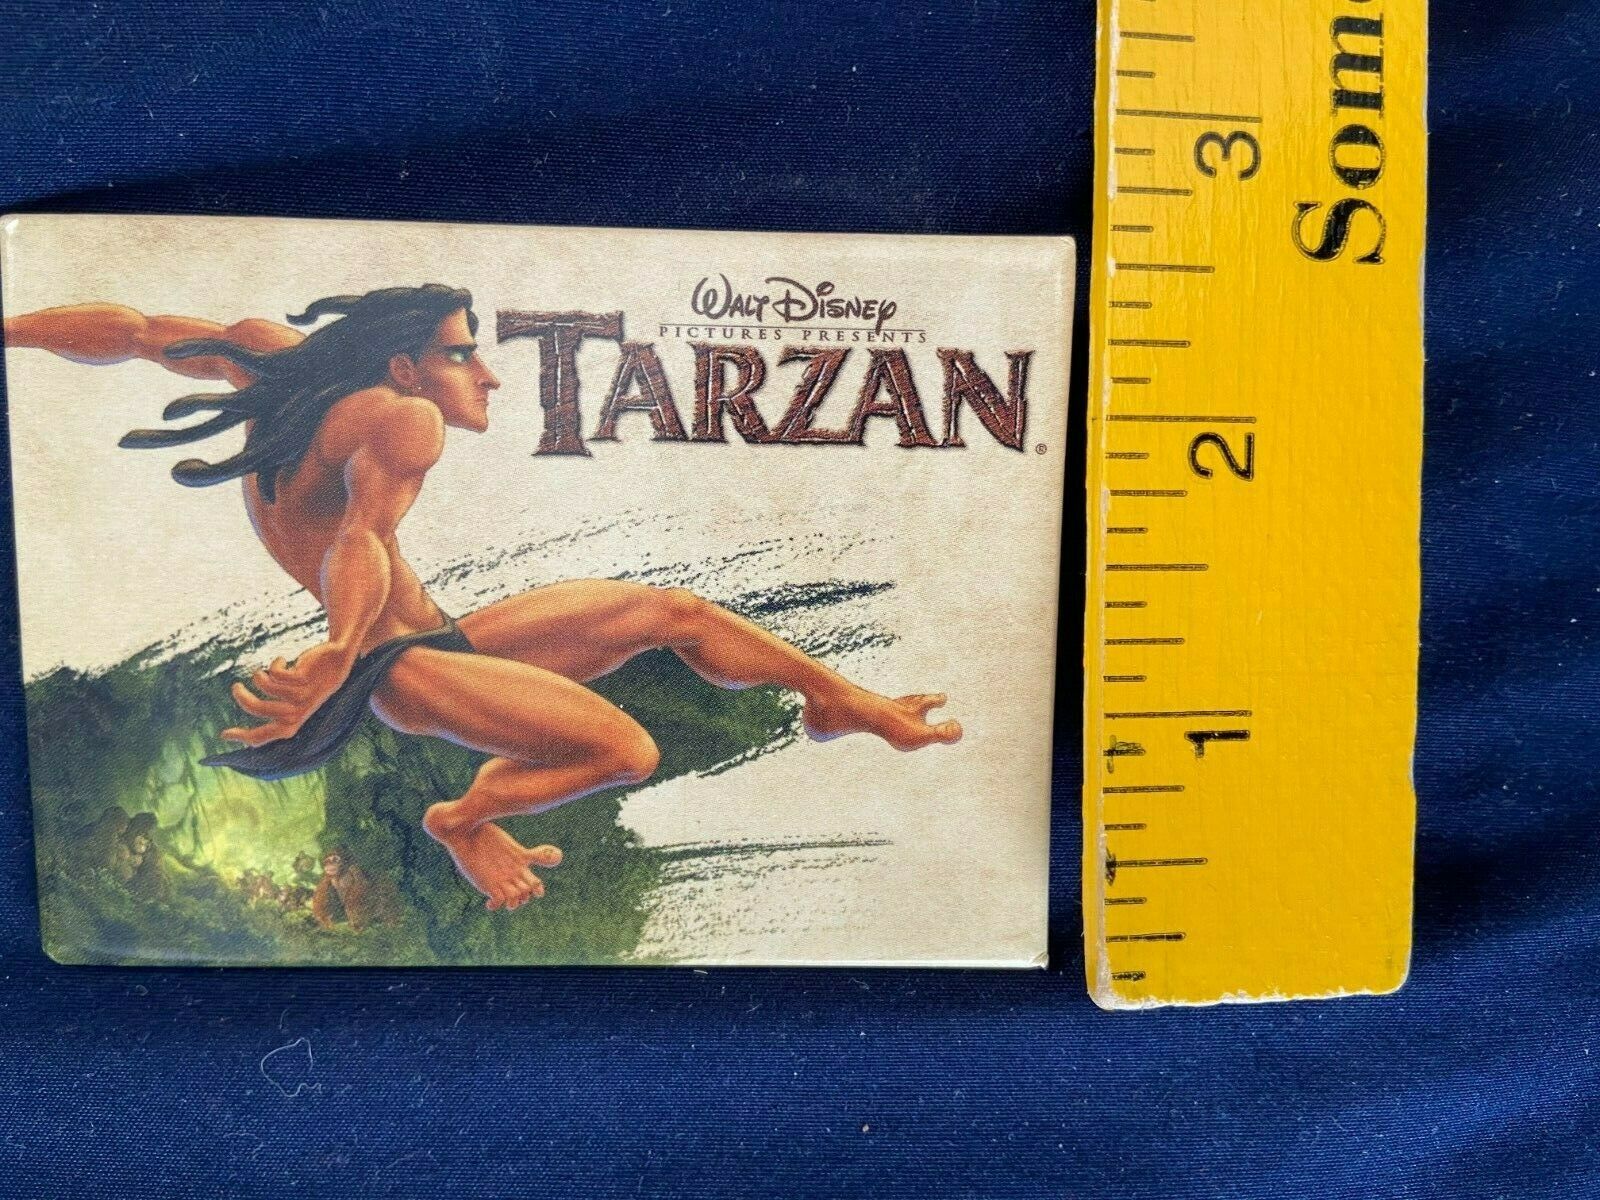 WALT DISNEY
PICTURES PRESENTS
TARZAN®
3
2
1
Som